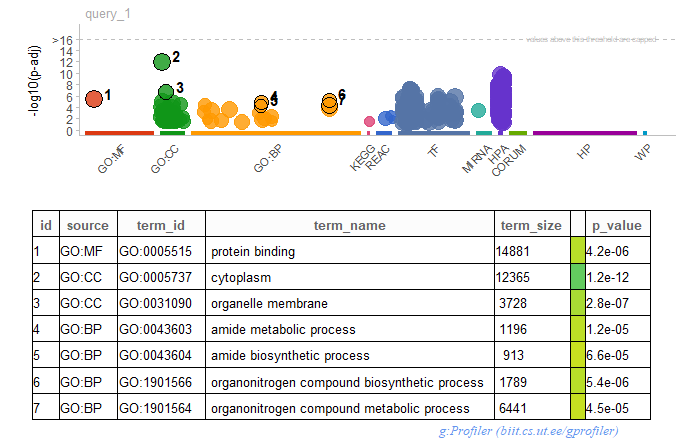 query_1
values above this threshold are capped
-log10(p-adj)
>16
14
12
10
8
6
4
2
0
1
2
3
4
5
6
7
GO:MF
GO:CC
GO:BP
KEGG
REAC
TF
MIRNA
HPA
CORUM
HP
WP
id source term_id term_name term_size p_value
1 GO:MF GO:0005515 protein binding 14881 4.2e-06
2 GO:CC GO:0005737 cytoplasm 12365 1.2e-12
3 GO:CC GO:0031090 organelle membrane 3728 2.8e-07
4 GO:BP GO:0043603 amide metabolic process 1196 1.2e-05
5 GO:BP GO:0043604 amide biosynthetic process 913 6.6e-05
6 GO:BP GO:1901566 organonitrogen compound biosynthetic process 1789 5.4e-06
7 GO:BP GO:1901564 organonitrogen compound metabolic process 6441 4.5e-05
g:Profiler (biit.cs.ut.ee/gprofiler)